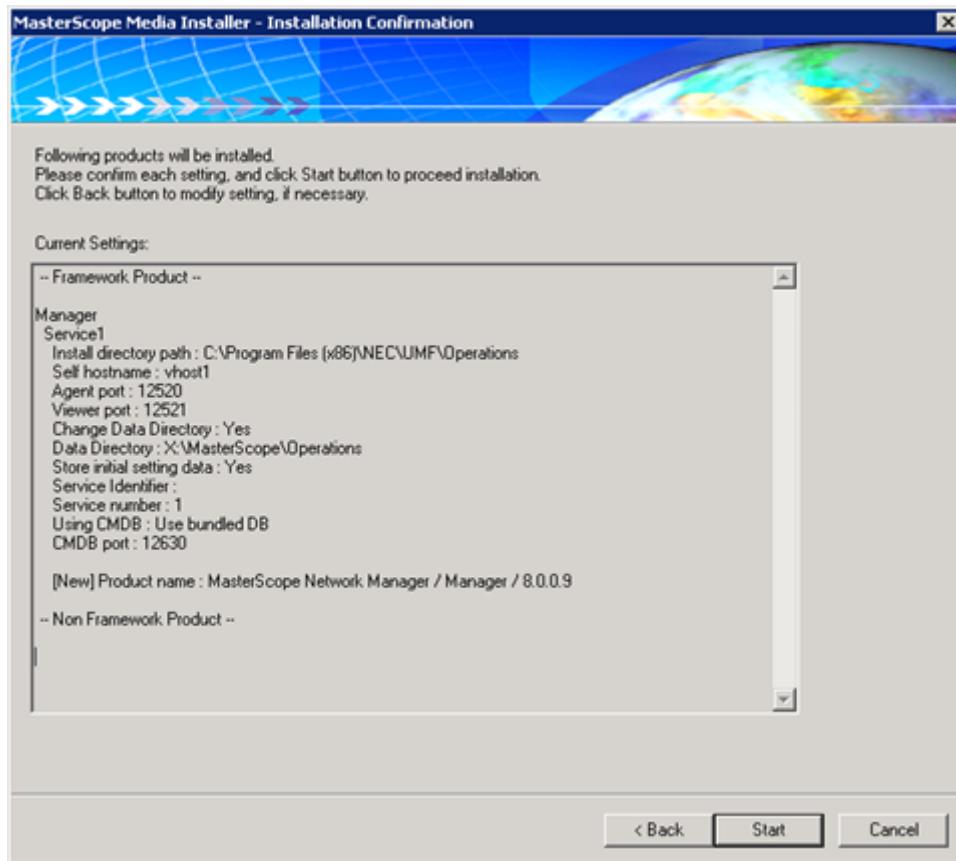 MasterScope Media Installer - Installation Confirmation
Following products will be installed.
Please confirm each setting, and click Start button to proceed installation.
Click Back button to modify setting, if necessary.
Current Settings:
-- Framework Product --
Manager
Service1
Install directory path : C:\Program Files (x86)\NEC\UMF\Operations
Self hostname : vhost1
Agent port : 12520
Viewer port : 12521
Change Data Directory : Yes
Data Directory : X:\MasterScope\Operations
Store initial setting data : Yes
Service Identifier :
Service number : 1
Using CMDB : Use bundled DB
CMDB port : 12630
[New] Product name : MasterScope Network Manager / Manager / 8.0.0.9
-- Non Framework Product --
< Back Start Cancel